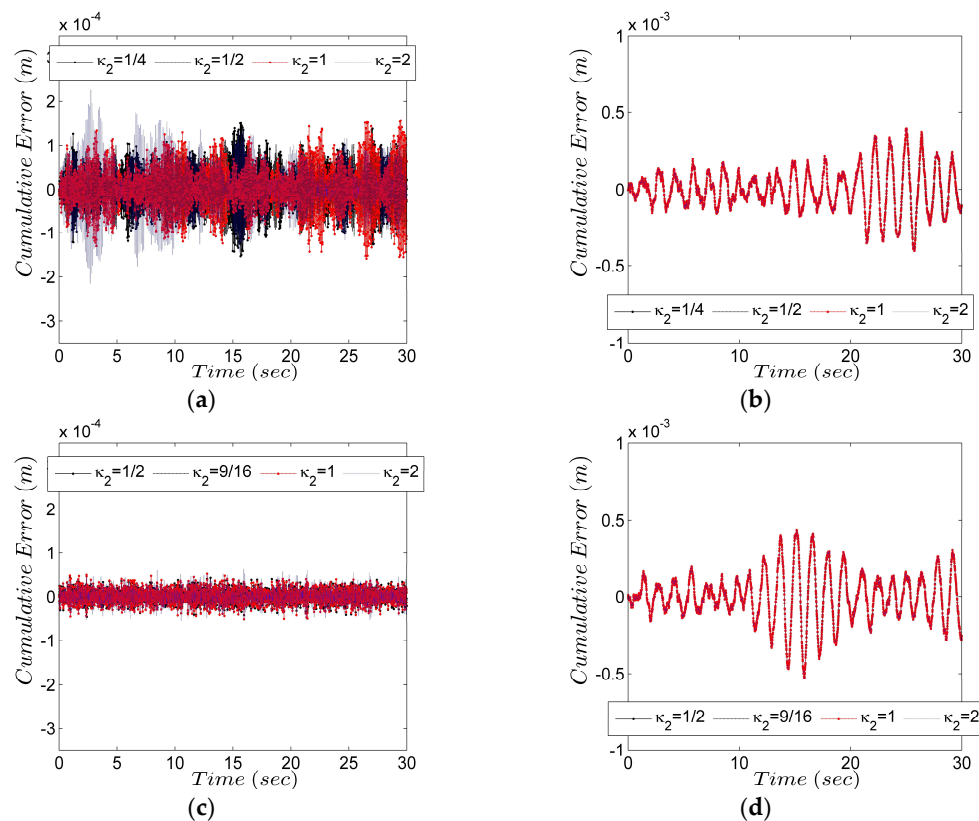 x 10⁻⁴
κ₂=1/4 κ₂=1/2 κ₂=1 κ₂=2
2
1
0
-1
-2
-3
0 5 10 15 20 25 30
Cumulative Error (m)
Time (sec)
(a)
x 10⁻³
1
0.5
0
-0.5
-1
κ₂=1/4 κ₂=1/2 κ₂=1 κ₂=2
0 10 20 30
Cumulative Error (m)
Time (sec)
(b)
x 10⁻⁴
κ₂=1/2 κ₂=9/16 κ₂=1 κ₂=2
2
1
0
-1
-2
-3
0 5 10 15 20 25 30
Cumulative Error (m)
Time (sec)
(c)
x 10⁻³
1
0.5
0
-0.5
-1
κ₂=1/2 κ₂=9/16 κ₂=1 κ₂=2
0 10 20 30
Cumulative Error (m)
Time (sec)
(d)